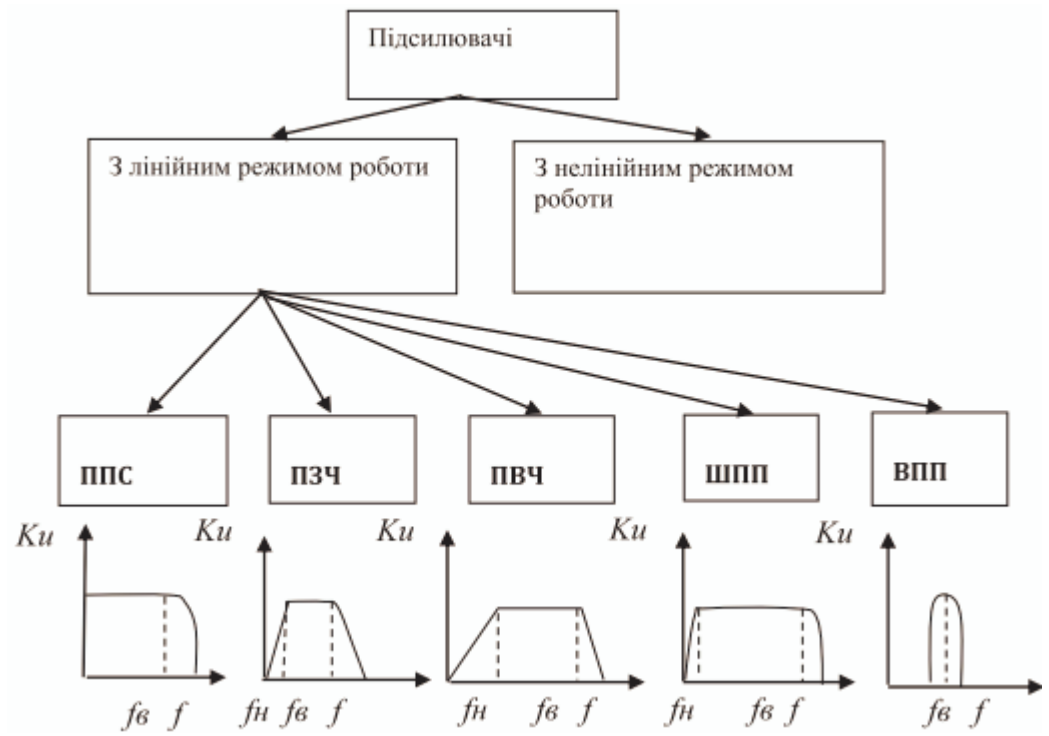 Підсилювачі
З лінійним режимом роботи
З нелінійним режимом
роботи
ППС
ПЗЧ
ПВЧ
ШПП
ВПП
Ku
Ku
Ku
Ku
Ku
fв f
fн fв f
fн fв f
fн fв f
fв f